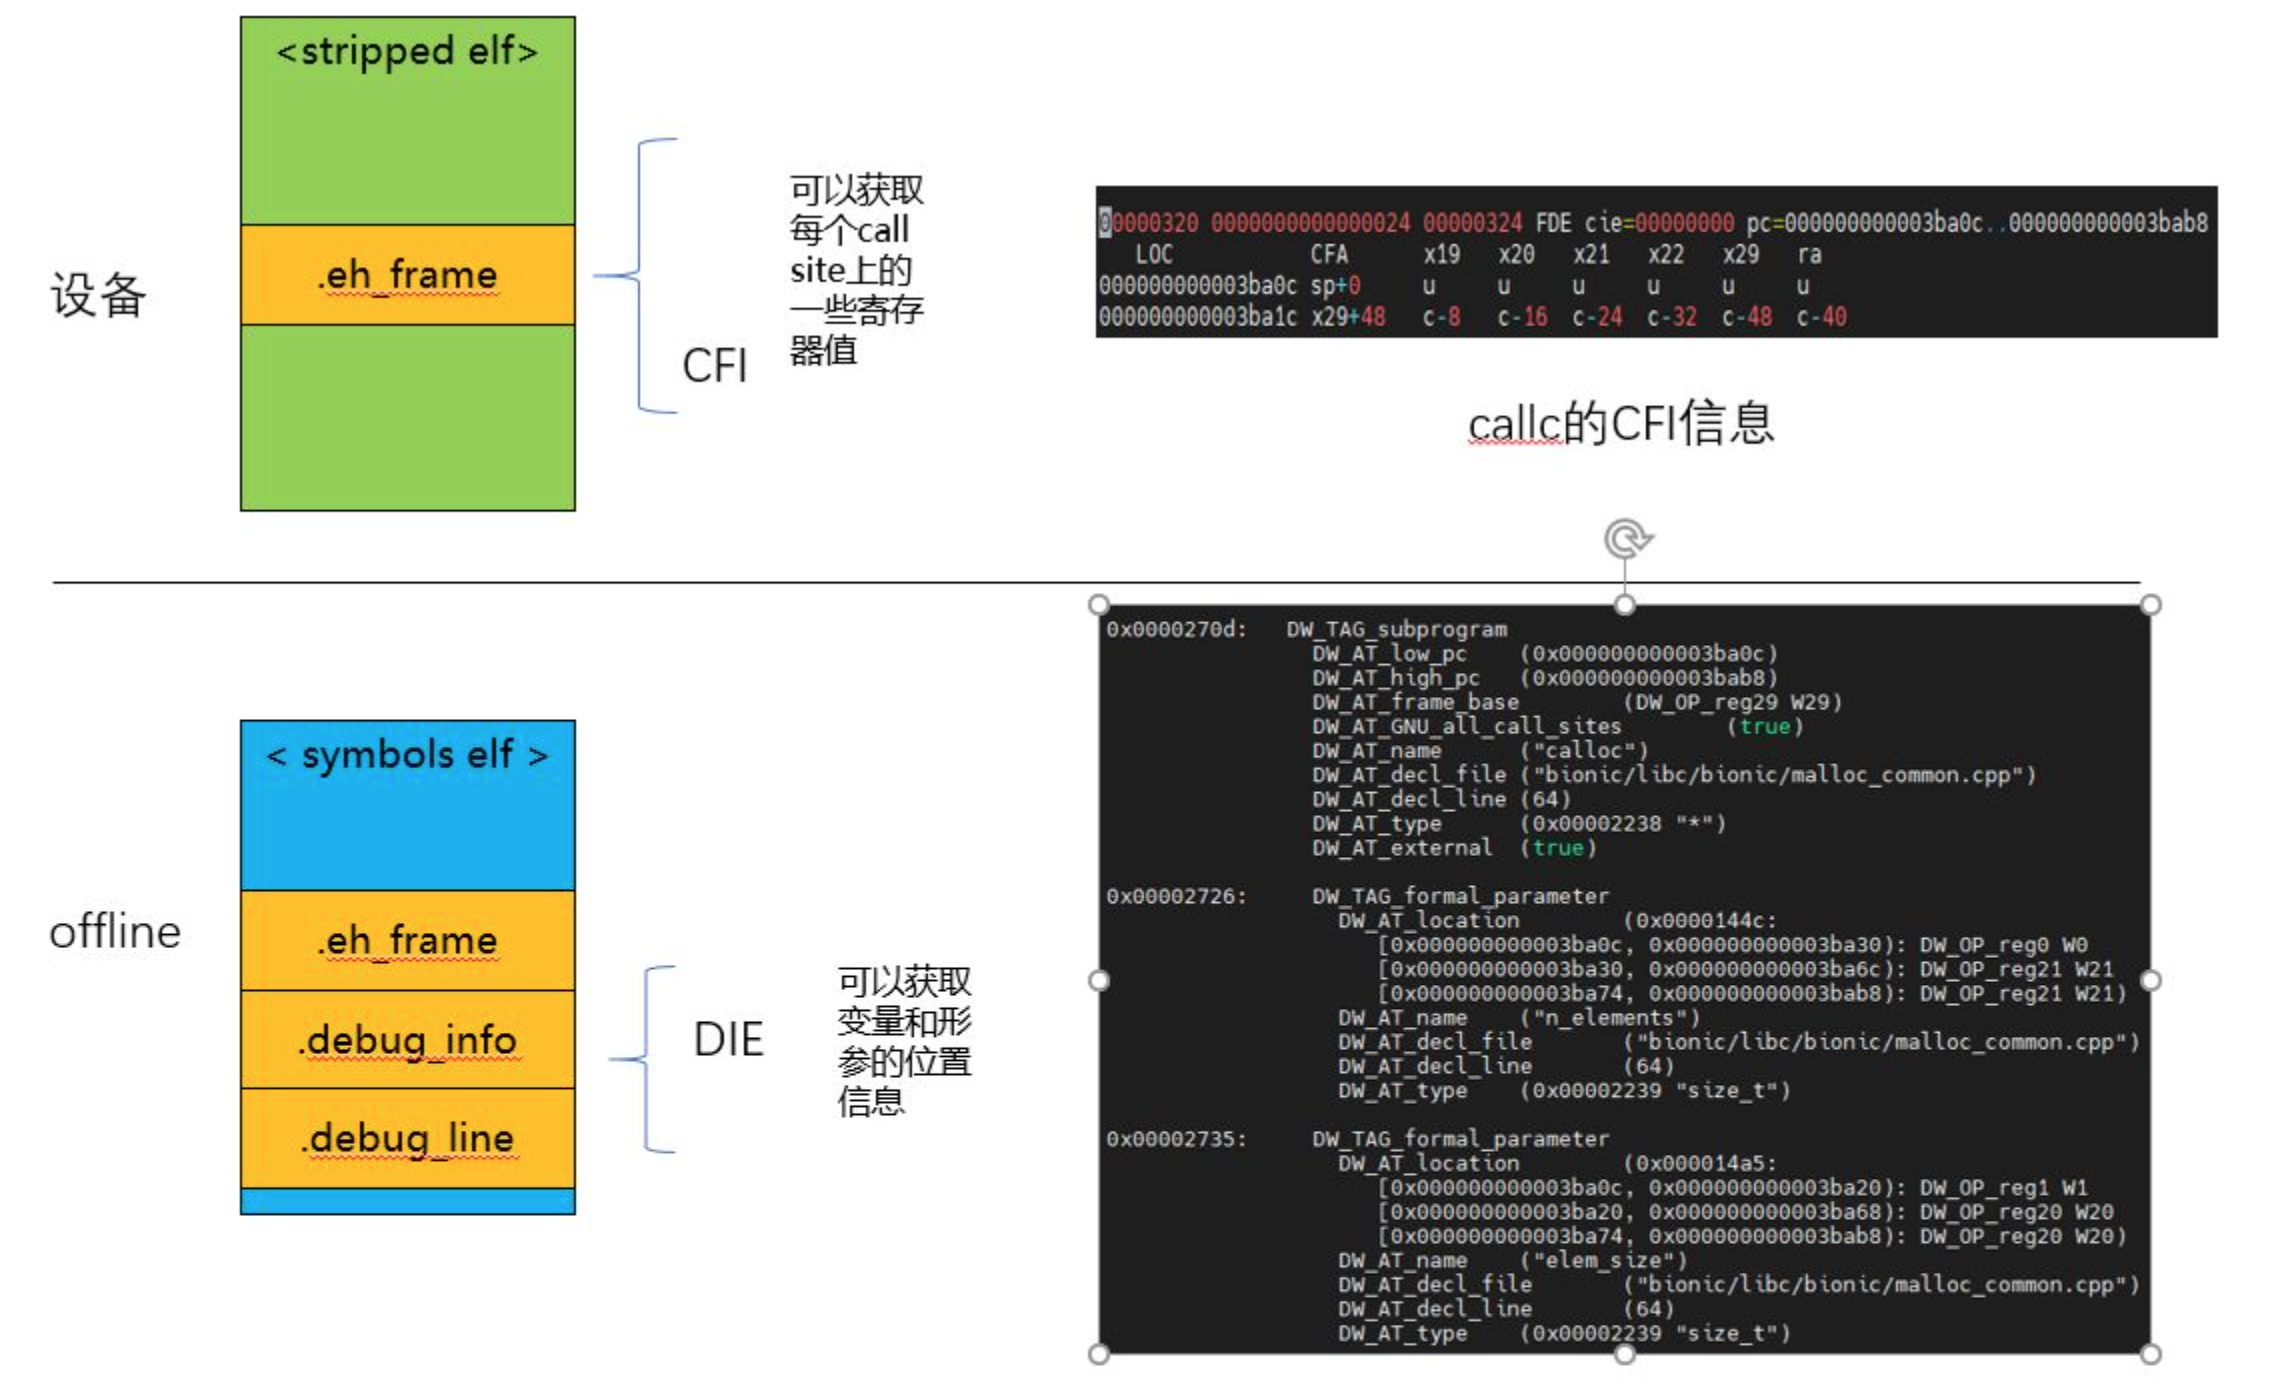 <stripped elf>
.eh_frame
设备
CFI
可以获取
每个call
site上的
一些寄存
器值
00000320 0000000000000024 00000324 FDE cie=00000000 pc=000000000003ba0c..000000000003bab8
LOC CFA x19 x20 x21 x22 x29 ra
000000000003ba0c sp+0 u u u u u u
000000000003ba1c x29+48 c-8 c-16 c-24 c-32 c-48 c-40
callc的CFI信息
offline
< symbols elf >
.eh_frame
.debug_info
.debug_line
DIE
可以获取
变量和形
参的位置
信息
0x0000270d: DW_TAG_subprogram
DW_AT_low_pc (0x000000000003ba0c)
DW_AT_high_pc (0x000000000003bab8)
DW_AT_frame_base (DW_OP_reg29 W29)
DW_AT_GNU_all_call_sites (true)
DW_AT_name ("calloc")
DW_AT_decl_file ("bionic/libc/bionic/malloc_common.cpp")
DW_AT_decl_line (64)
DW_AT_type (0x00002238 "*")
DW_AT_external (true)
0x00002726: DW_TAG_formal_parameter
DW_AT_location (0x0000144c:
[0x000000000003ba0c, 0x000000000003ba30): DW_OP_reg0 W0
[0x000000000003ba30, 0x000000000003ba6c): DW_OP_reg21 W21
[0x000000000003ba74, 0x000000000003bab8): DW_OP_reg21 W21)
DW_AT_name ("n_elements")
DW_AT_decl_file ("bionic/libc/bionic/malloc_common.cpp")
DW_AT_decl_line (64)
DW_AT_type (0x00002239 "size_t")
0x00002735: DW_TAG_formal_parameter
DW_AT_location (0x000014a5:
[0x000000000003ba0c, 0x000000000003ba20): DW_OP_reg1 W1
[0x000000000003ba20, 0x000000000003ba68): DW_OP_reg20 W20
[0x000000000003ba74, 0x000000000003bab8): DW_OP_reg20 W20)
DW_AT_name ("elem_size")
DW_AT_decl_file ("bionic/libc/bionic/malloc_common.cpp")
DW_AT_decl_line (64)
DW_AT_type (0x00002239 "size_t")